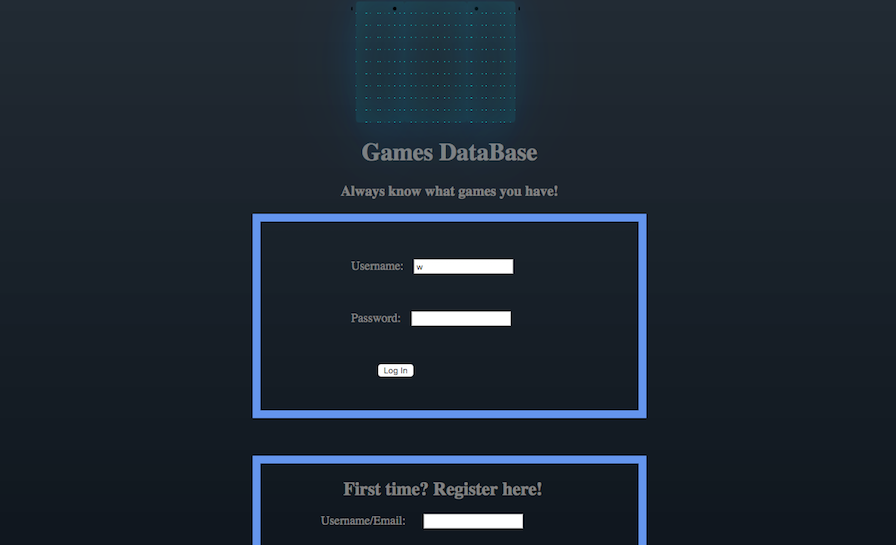 Games DataBase
Always know what games you have!
Username: w
Password:
Log In
First time? Register here!
Username/Email: